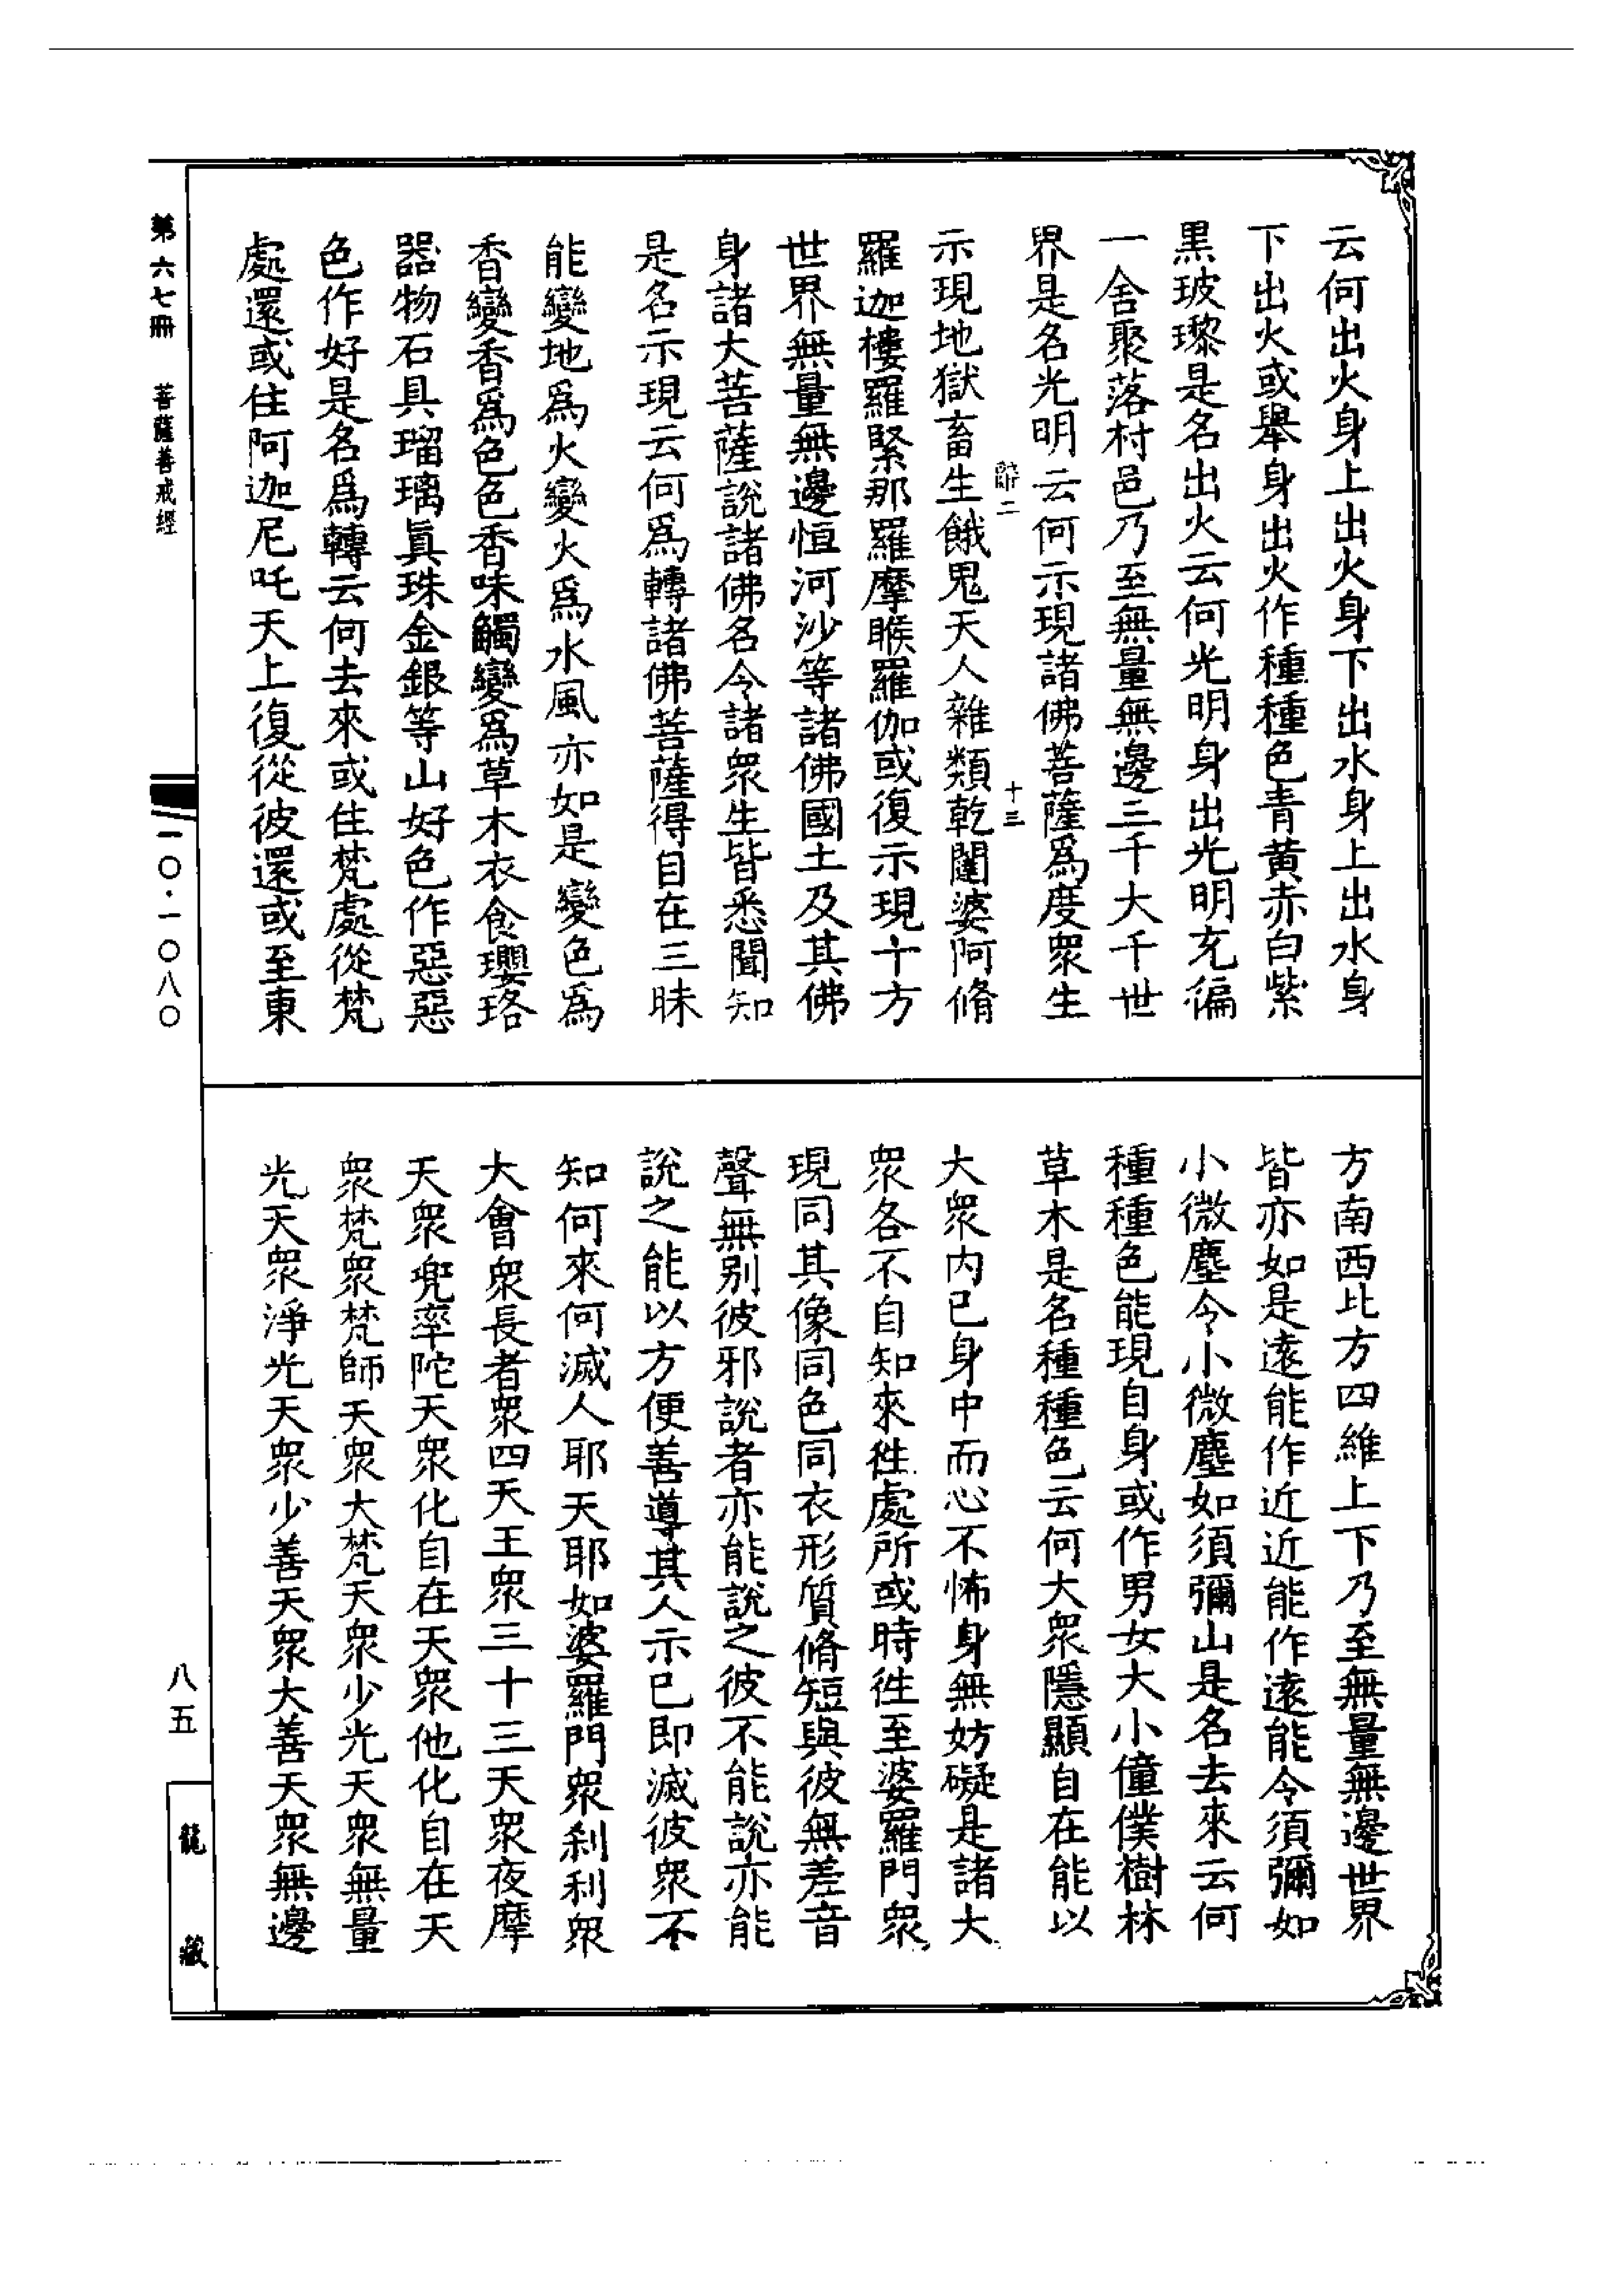 云何出火身上出火身下出水身上出水身
下出火或舉身出火作種種色青黃赤白紫
黑玻瓈是名出火云何光明身出光明充徧
一舍聚落村邑乃至無量無邊三千大千世
界是名光明云何示現諸佛菩薩爲度衆生
二
十三
示現地獄畜生餓鬼天人雜類乾闥婆阿脩
羅迦樓羅緊那羅摩睺羅伽或復示現十方
世界無量無邊恒河沙等諸佛國土及其佛
身諸大菩薩說諸佛名令諸衆生皆悉聞知
是名示現云何爲轉諸佛菩薩得自在三昧
能變地爲火變火爲水風亦如是變色爲
香變香爲色色香味觸變爲草木衣食瓔珞
器物石具瑠璃眞珠金銀等山好色作惡惡
色作好是名爲轉云何去來或住梵處從梵
處還或住阿迦尼吒天上復從彼還或至東
方南西北方四維上下乃至無量無邊世界
皆亦如是遠能作近近能作遠能令須彌如
小微塵令小微塵如須彌山是名去來云何
種種色能現自身或作男女大小僮僕樹林
草木是名種種色云何大衆隱顯自在能以
大衆内已身中而心不怖身無妨礙是諸大
衆各不自知來徃處所或時徃至婆羅門衆
現同其像同色同衣形質脩短與彼無差音
聲無别彼邪說者亦能說之彼不能說亦能
說之能以方便善導其人示已即滅彼衆不
知何來何滅人耶天耶如婆羅門衆刹利衆
大會衆長者衆四天王衆三十三天衆夜摩
天衆兜率陀天衆化自在天衆他化自在天
衆梵衆梵師天衆大梵天衆少光天衆無量
光天衆淨光天衆少善天衆大善天衆無邊
第六七冊 菩薩善戒經
一〇·一〇八〇
八五
龍藏